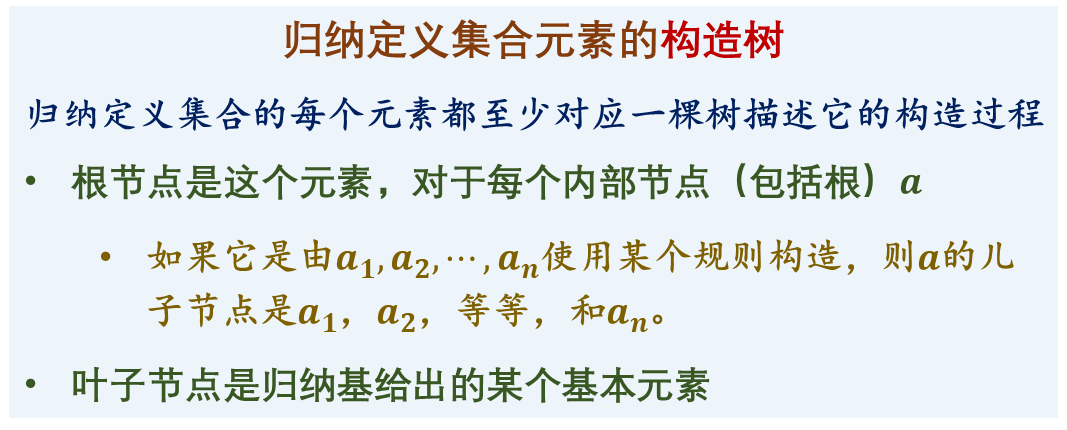 归纳定义集合元素的构造树
归纳定义集合的每个元素都至少对应一棵树描述它的构造过程
• 根节点是这个元素，对于每个内部节点（包括根）a
• 如果它是由a₁,a₂,⋯,aₙ使用某个规则构造，则a的儿
子节点是a₁，a₂，等等，和aₙ。
• 叶子节点是归纳基给出的某个基本元素